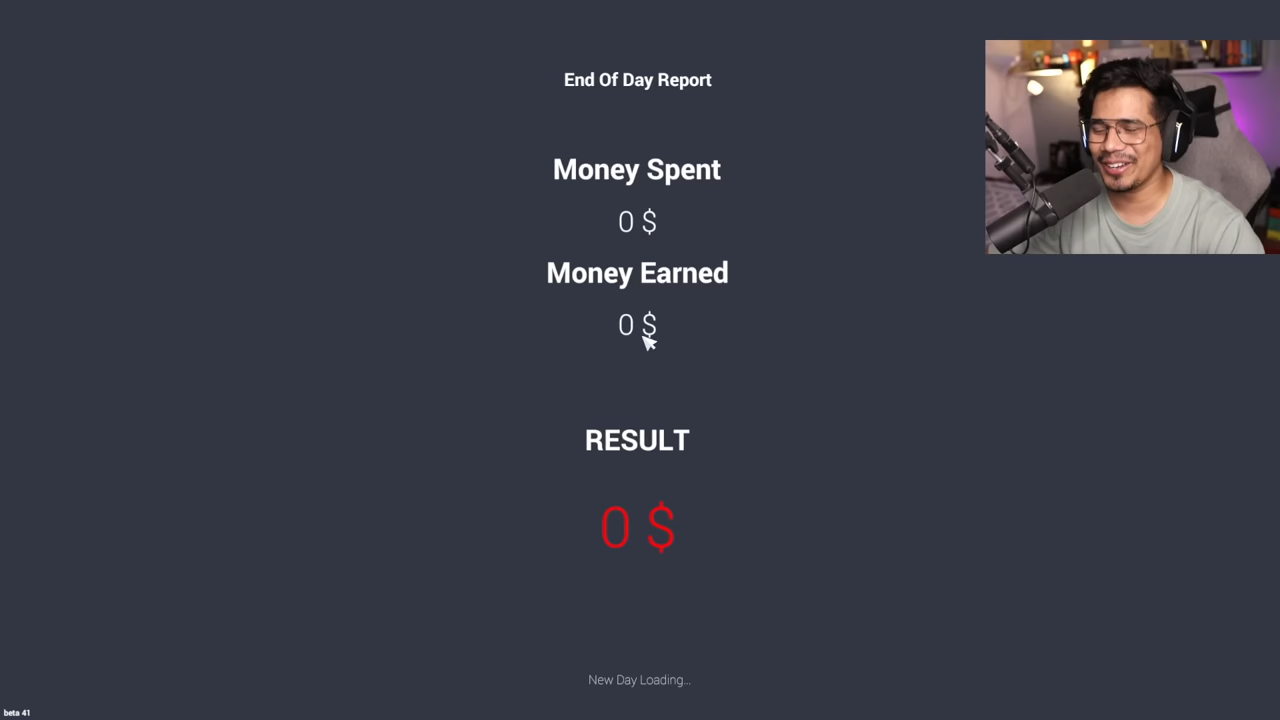 End Of Day Report
Money Spent
0 $
Money Earned
0 $
RESULT
0 $
New Day Loading...
beta 41